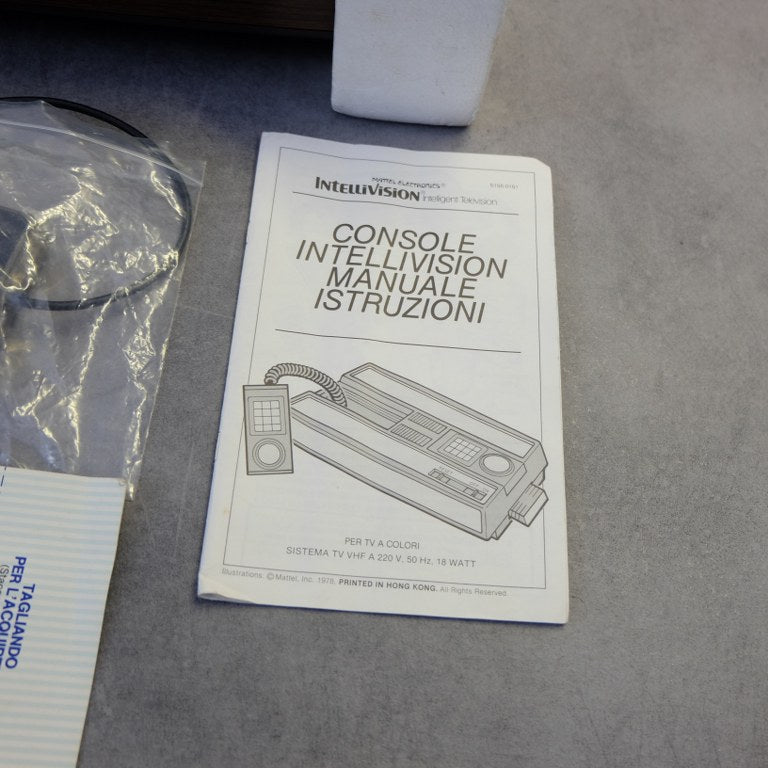 MATTEL ELECTRONICS®
INTELLIVISION® Intelligent Television
CONSOLE
INTELLIVISION
MANUALE
ISTRUZIONI
PER TV A COLORI
SISTEMA TV VHF A 220 V, 50 Hz, 18 WATT
Illustrations: © Mattel, Inc. 1978, PRINTED IN HONG KONG. All Rights Reserved.
TAGLIANDO
PER L'ACQUIRE